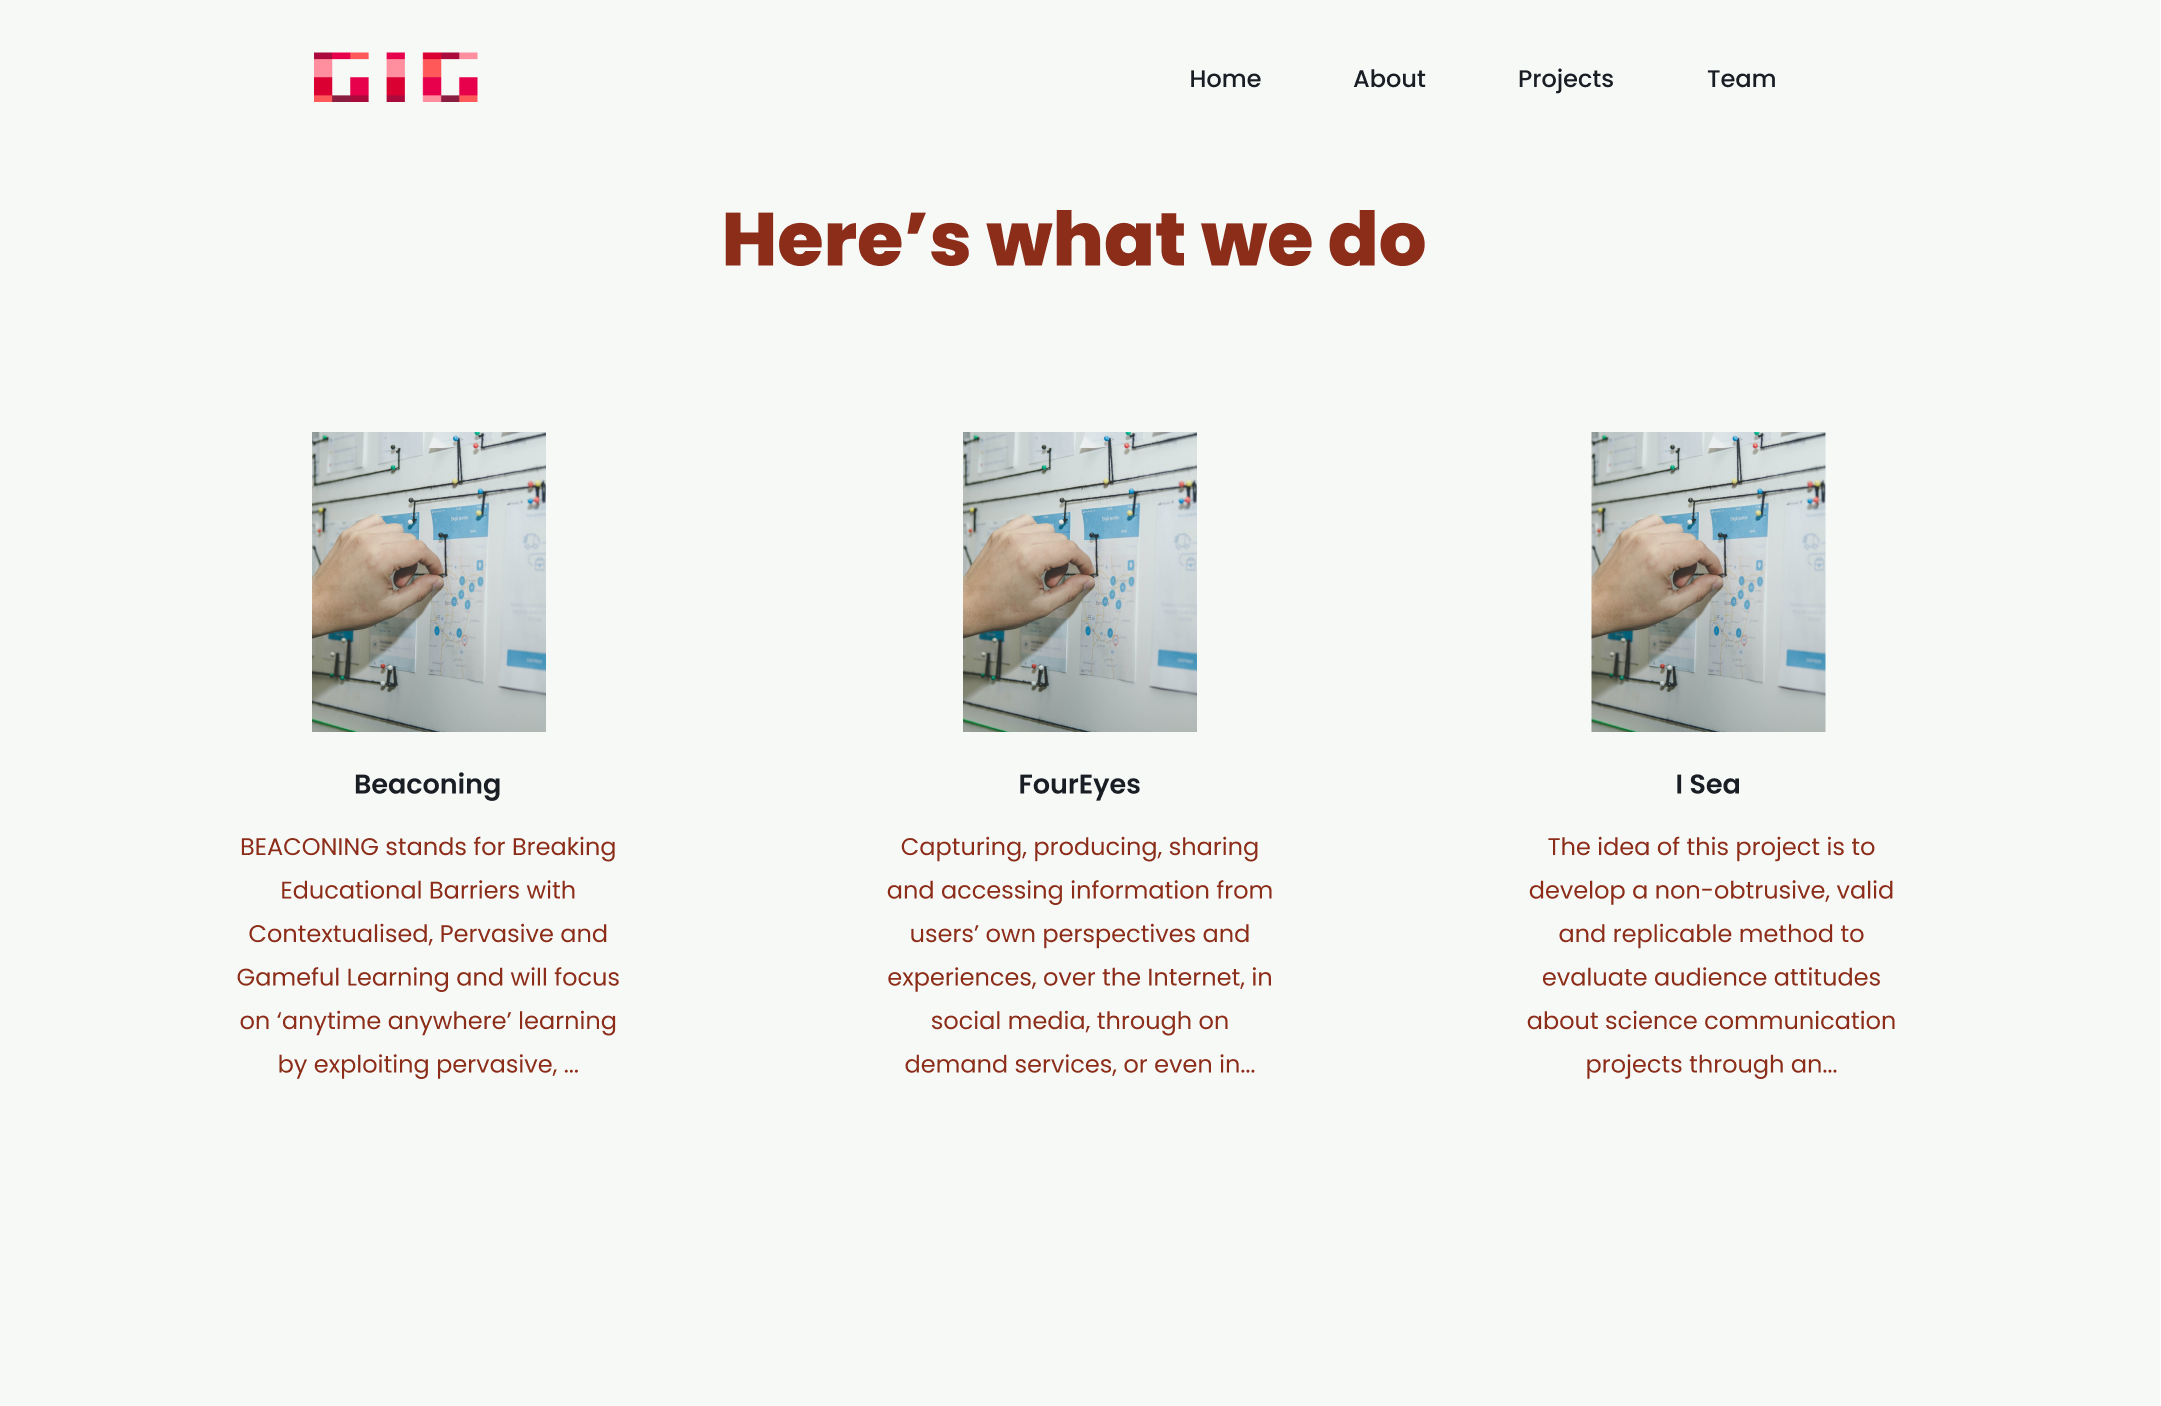 GIG
Home About Projects Team
Here’s what we do
Beaconing
BEACONING stands for Breaking
Educational Barriers with
Contextualised, Pervasive and
Gameful Learning and will focus
on ‘anytime anywhere’ learning
by exploiting pervasive, ...
FourEyes
Capturing, producing, sharing
and accessing information from
users’ own perspectives and
experiences, over the Internet, in
social media, through on
demand services, or even in...
I Sea
The idea of this project is to
develop a non-obtrusive, valid
and replicable method to
evaluate audience attitudes
about science communication
projects through an...